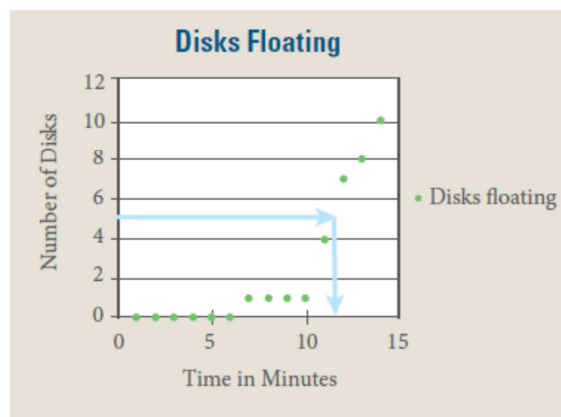 Disks Floating
12
10
8
6
4
2
0
Number of Disks
0 5 10 15
Time in Minutes
Disks floating